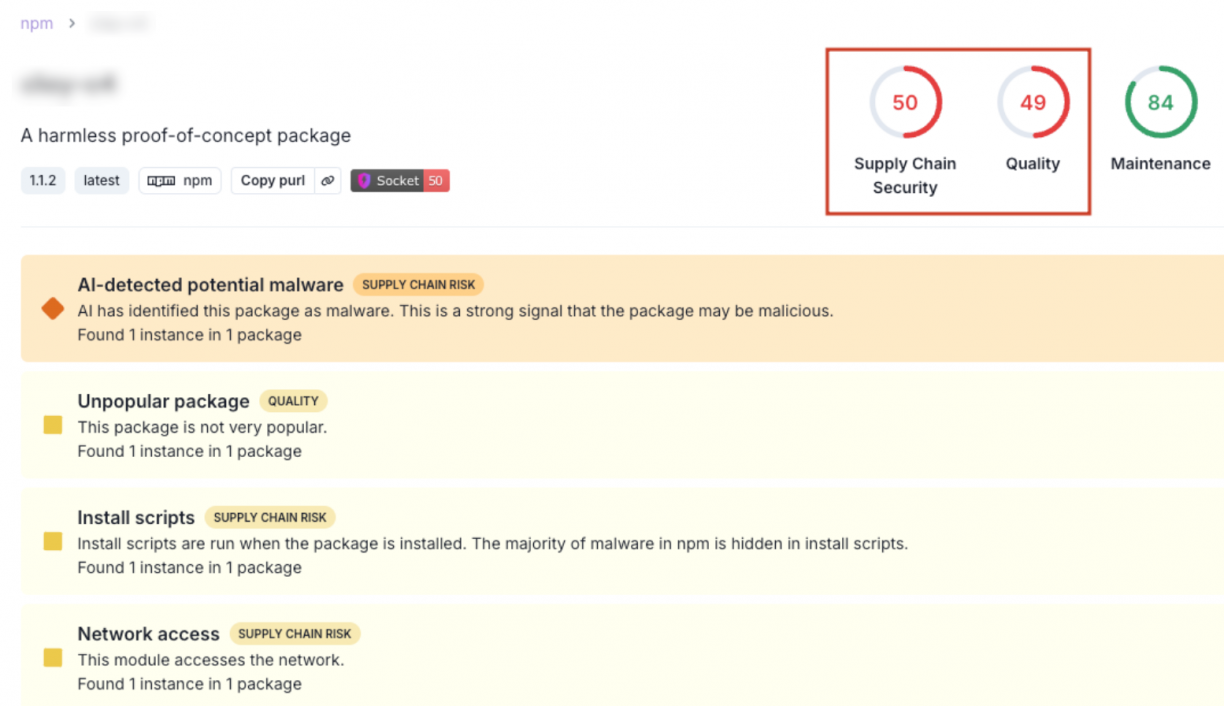 npm >
50
49
84
Supply Chain
Security
Quality
Maintenance
A harmless proof-of-concept package
1.1.2
latest
npm npm
Copy purl
Socket 50
AI-detected potential malware SUPPLY CHAIN RISK
AI has identified this package as malware. This is a strong signal that the package may be malicious.
Found 1 instance in 1 package
Unpopular package QUALITY
This package is not very popular.
Found 1 instance in 1 package
Install scripts SUPPLY CHAIN RISK
Install scripts are run when the package is installed. The majority of malware in npm is hidden in install scripts.
Found 1 instance in 1 package
Network access SUPPLY CHAIN RISK
This module accesses the network.
Found 1 instance in 1 package